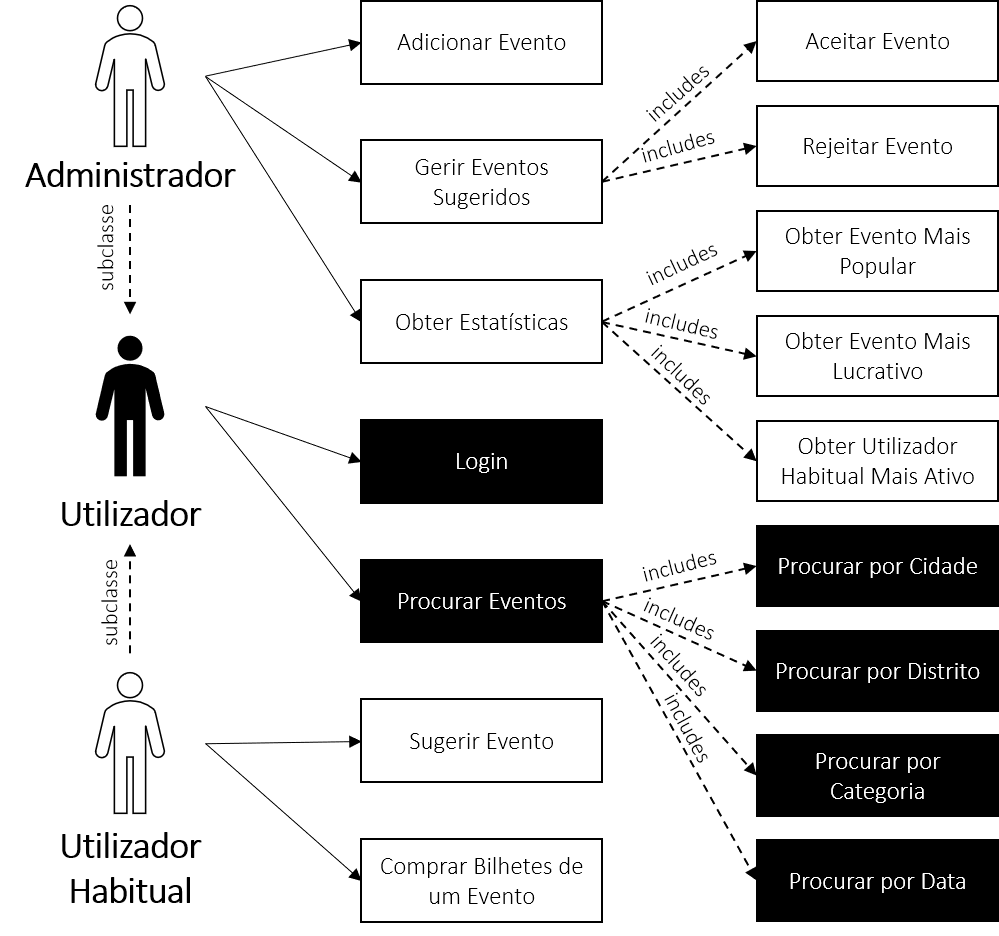 Administrador
subclasse
Utilizador
subclasse
Utilizador
Habitual
Adicionar Evento
Gerir Eventos
Sugeridos
Obter Estatísticas
Login
Procurar Eventos
Sugerir Evento
Comprar Bilhetes de
um Evento
includes
includes
includes
includes
includes
includes
includes
includes
includes
Aceitar Evento
Rejeitar Evento
Obter Evento Mais
Popular
Obter Evento Mais
Lucrativo
Obter Utilizador
Habitual Mais Ativo
Procurar por Cidade
Procurar por Distrito
Procurar por
Categoria
Procurar por Data